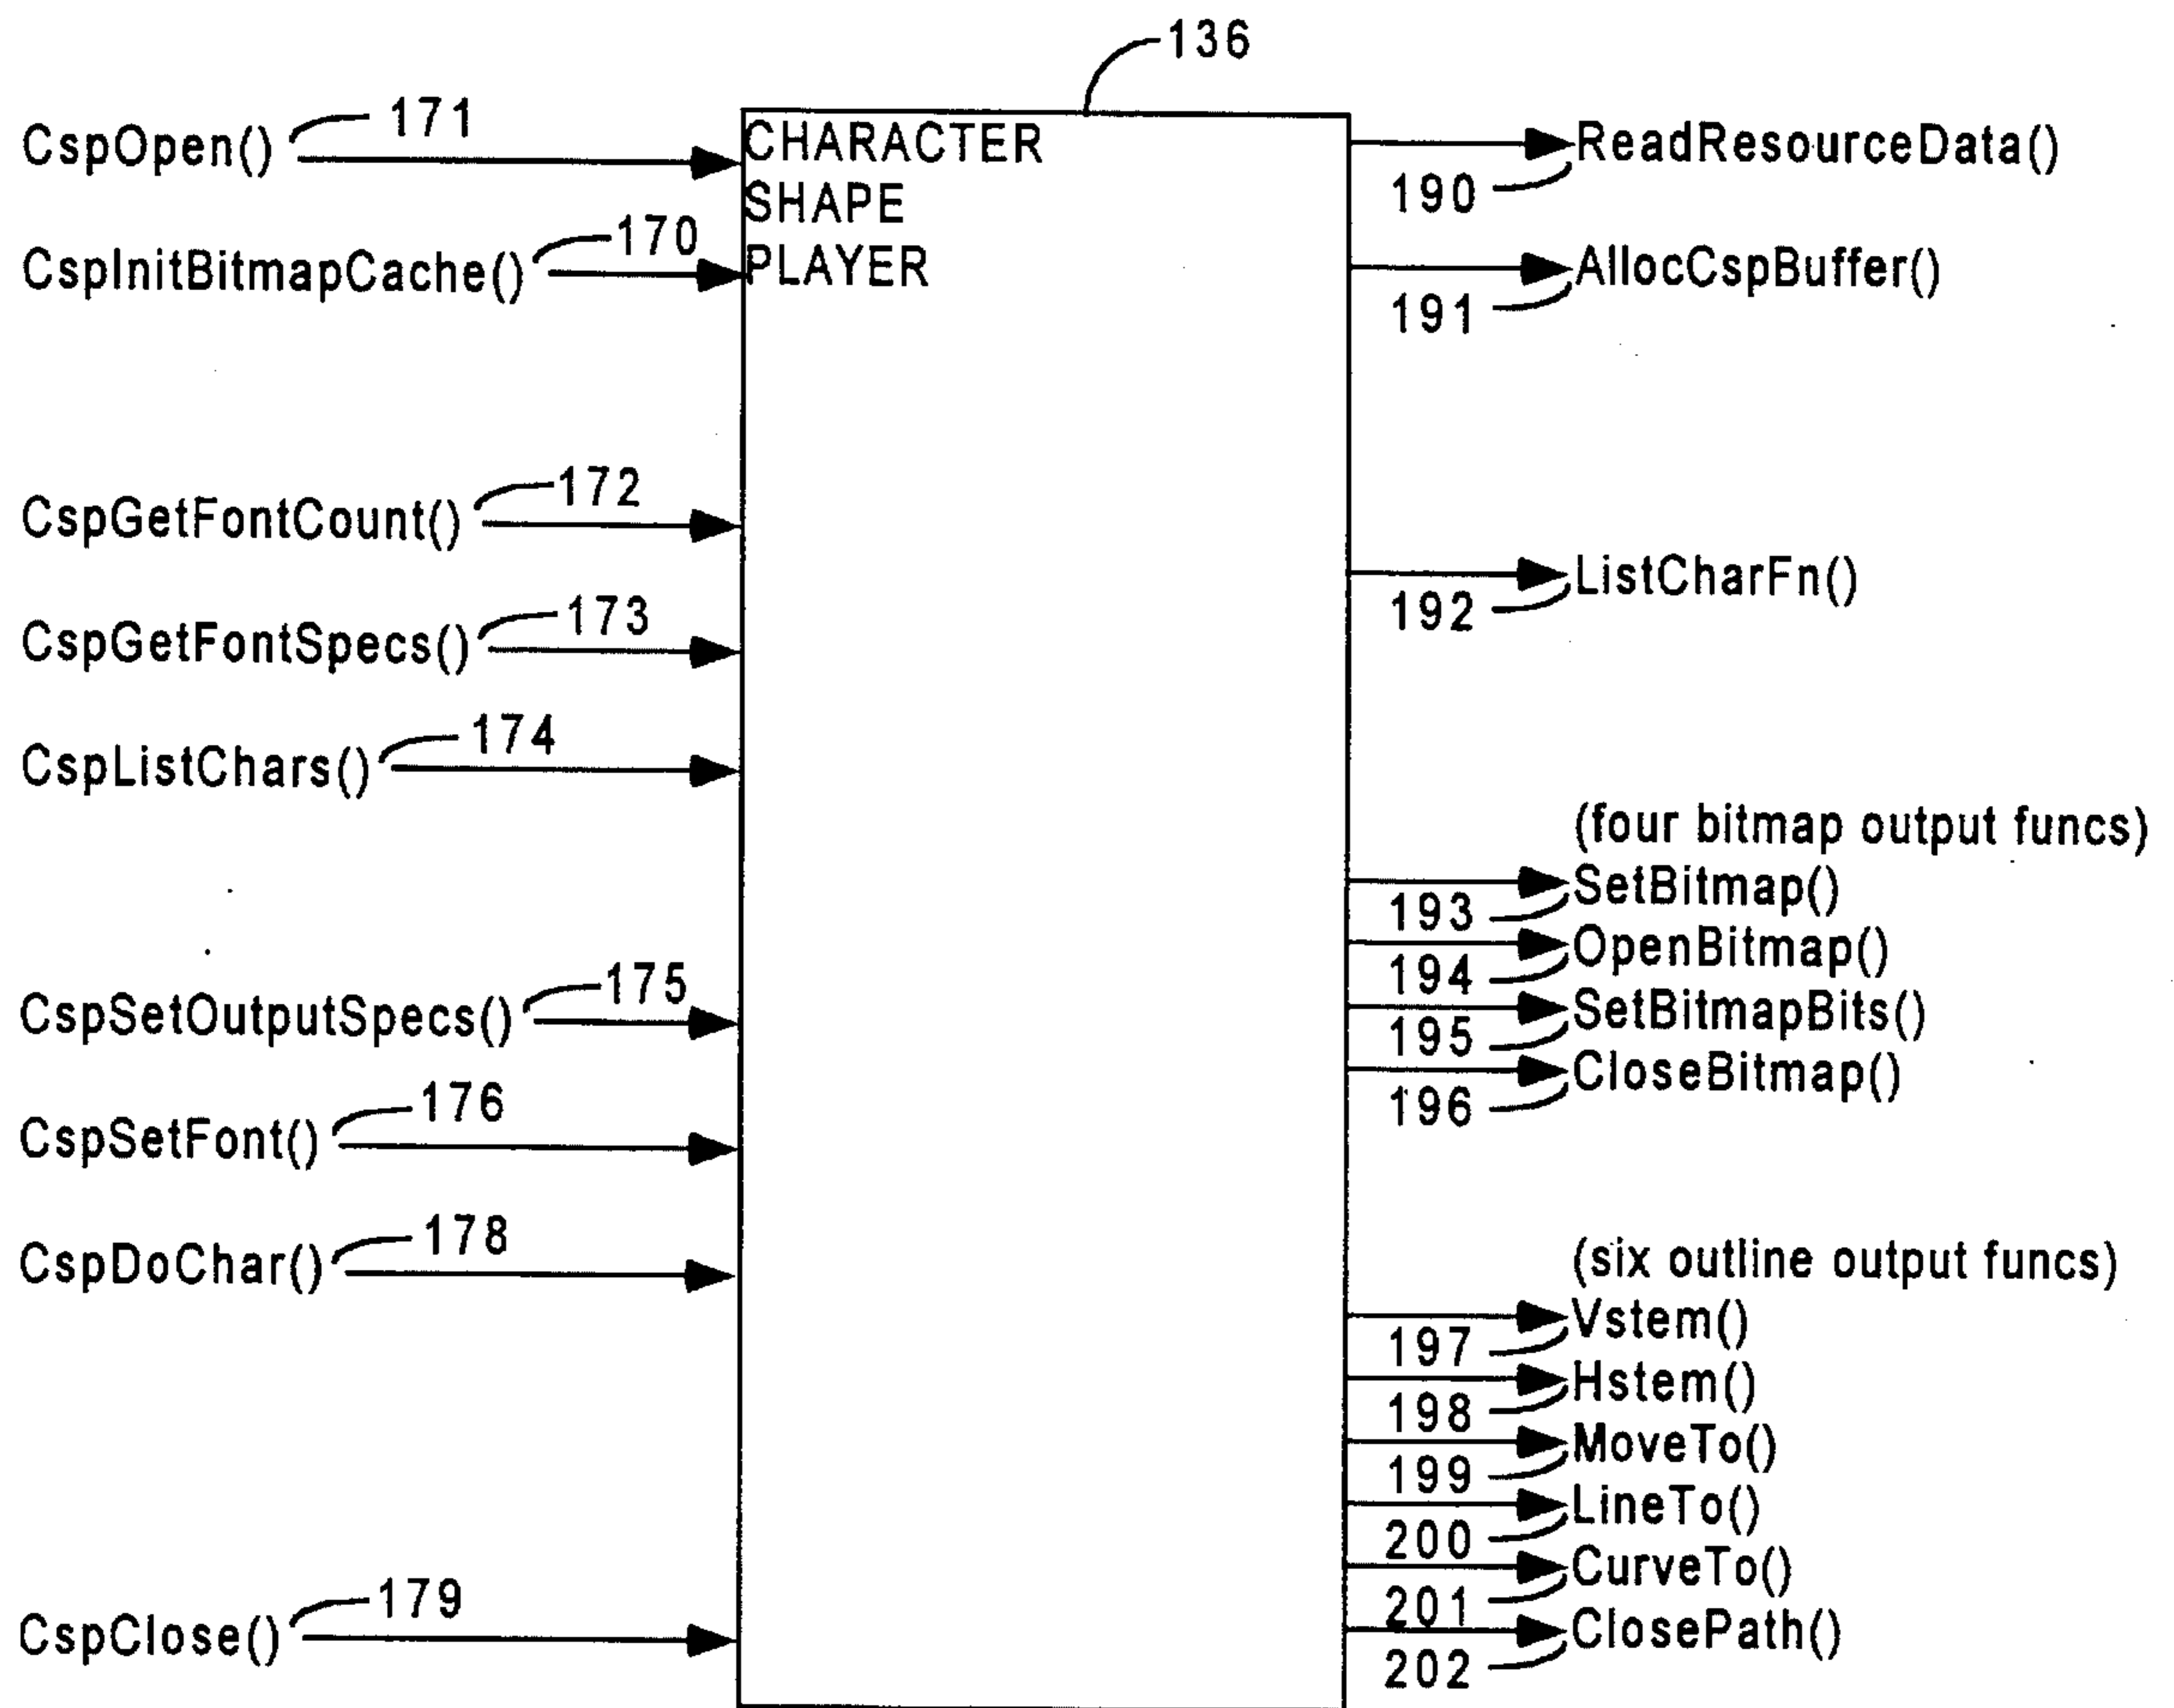 136
CspOpen() 171
CspInitBitmapCache() 170
CspGetFontCount() 172
CspGetFontSpecs() 173
CspListChars() 174
CspSetOutputSpecs() 175
CspSetFont() 176
CspDoChar() 178
CspClose() 179
CHARACTER
SHAPE
PLAYER
ReadResourceData()
190
AllocCspBuffer()
191
ListCharFn()
192
(four bitmap output funcs)
SetBitmap()
193
OpenBitmap()
194
SetBitmapBits()
195
CloseBitmap()
196
(six outline output funcs)
Vstem()
197
Hstem()
198
MoveTo()
199
LineTo()
200
CurveTo()
201
ClosePath()
202